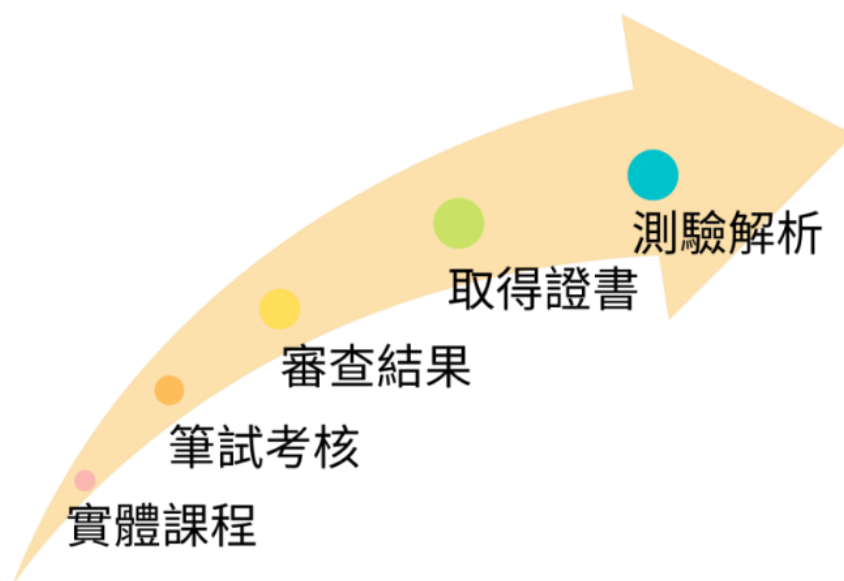 測驗解析
取得證書
審查結果
筆試考核
實體課程